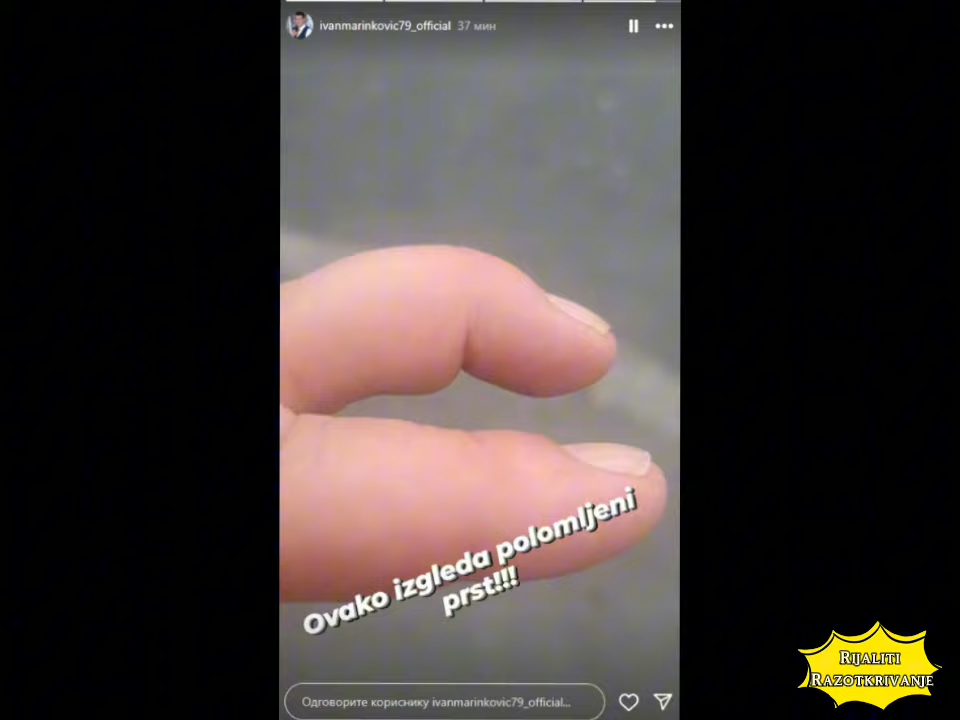 ivanmarinkovic79_official 37 мин
Ovako izgleda polomljeni
prst!!!
Одговорите кориснику ivanmarinkovic79_official...
RIJALITI
RAZOTKRIVANJE